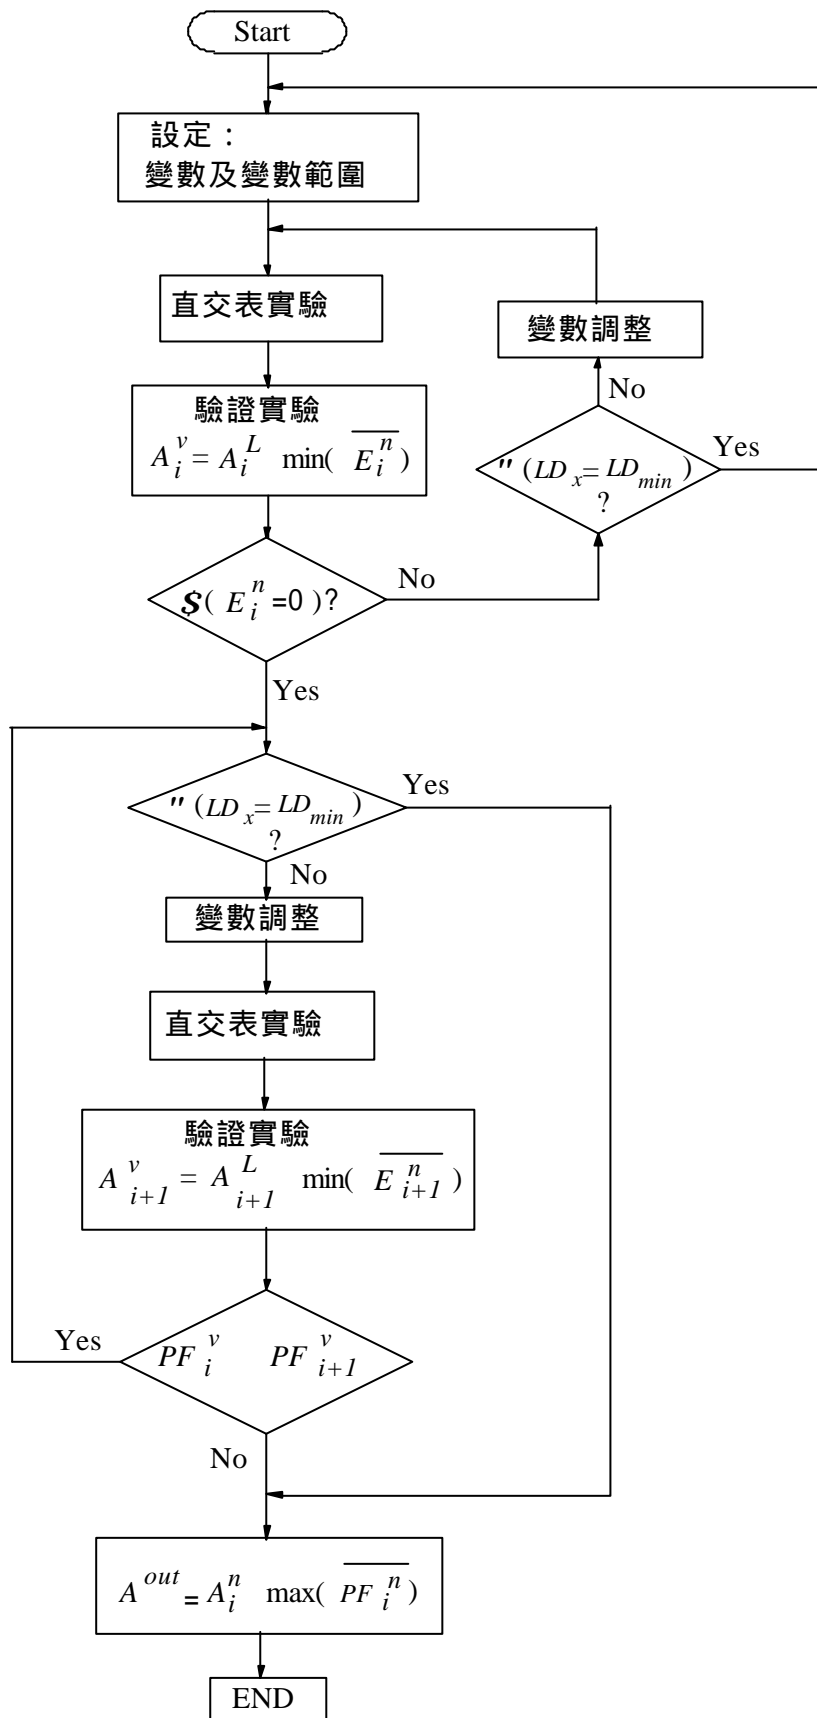 Start
設定：
變數及變數範圍
直交表實驗
變數調整
驗證實驗
A_i^v = A_i^L min( \overline{E_i^n} )
No
" (LD_x = LD_min)
?
Yes
$( E_i^n =0 )?
No
Yes
" (LD_x = LD_min)
?
Yes
No
變數調整
直交表實驗
驗證實驗
A_{i+1}^v = A_{i+1}^L min( \overline{E_{i+1}^n} )
Yes
PF_i^v PF_{i+1}^v
No
A^{out} = A_i^n max( \overline{PF_i^n} )
END